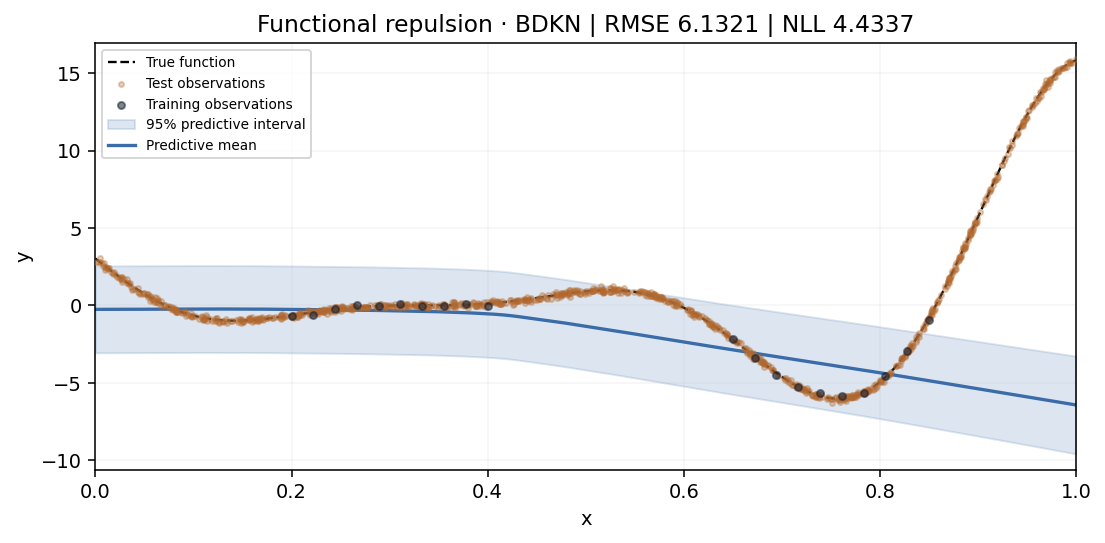 Functional repulsion · BDKN | RMSE 6.1321 | NLL 4.4337
True function
Test observations
Training observations
95% predictive interval
Predictive mean
15
10
5
0
−5
−10
y
0.0 0.2 0.4 0.6 0.8 1.0
x